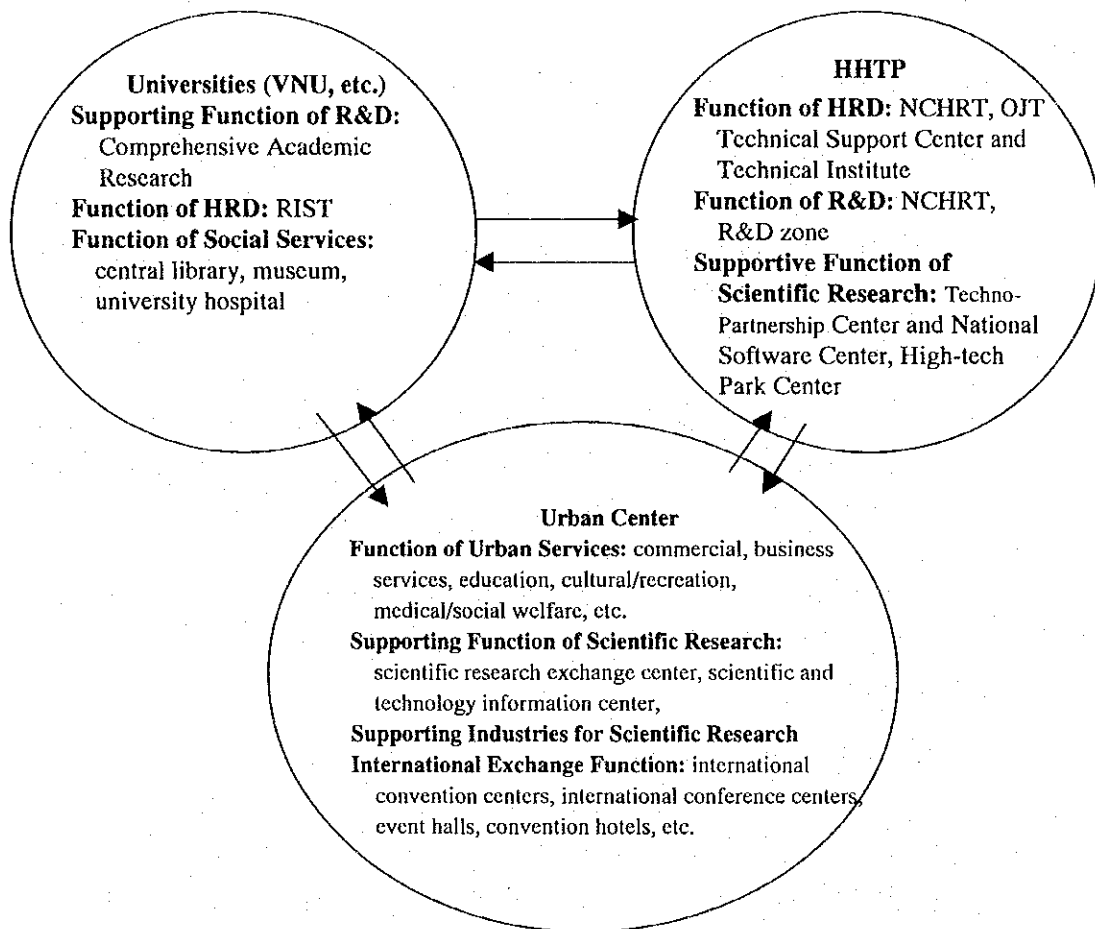 Universities (VNU, etc.)
Supporting Function of R&D:
Comprehensive Academic
Research
Function of HRD: RIST
Function of Social Services:
central library, museum,
university hospital
HHTP
Function of HRD: NCHRT, OJT
Technical Support Center and
Technical Institute
Function of R&D: NCHRT,
R&D zone
Supportive Function of
Scientific Research: Techno-
Partnership Center and National
Software Center, High-tech
Park Center
Urban Center
Function of Urban Services: commercial, business
services, education, cultural/recreation,
medical/social welfare, etc.
Supporting Function of Scientific Research:
scientific research exchange center, scientific and
technology information center,
Supporting Industries for Scientific Research
International Exchange Function: international
convention centers, international conference centers,
event halls, convention hotels, etc.